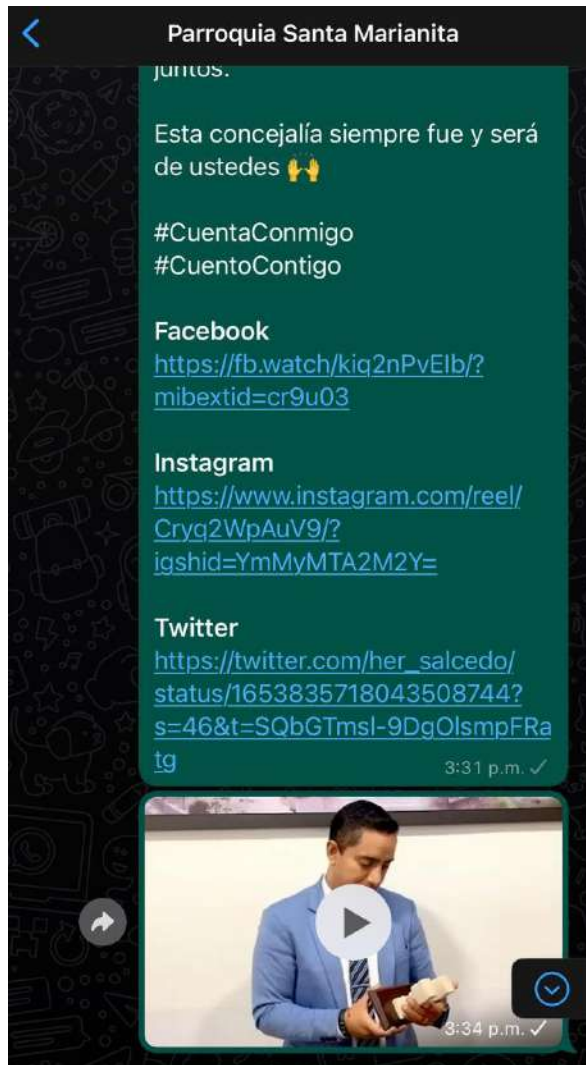 Parroquia Santa Marianita
juntos.
Esta concejalía siempre fue y será
de ustedes 🙌
#CuentaConmigo
#CuentoContigo
Facebook
https://fb.watch/kiq2nPvEIb/?
mibextid=cr9u03
Instagram
https://www.instagram.com/reel/
Cryq2WpAuV9/?
igshid=YmMyMTA2M2Y=
Twitter
https://twitter.com/her_salcedo/
status/1653835718043508744?
s=46&t=SQbGTmsl-9DgOlsmpFRa
tg
3:31 p.m.
3:34 p.m.